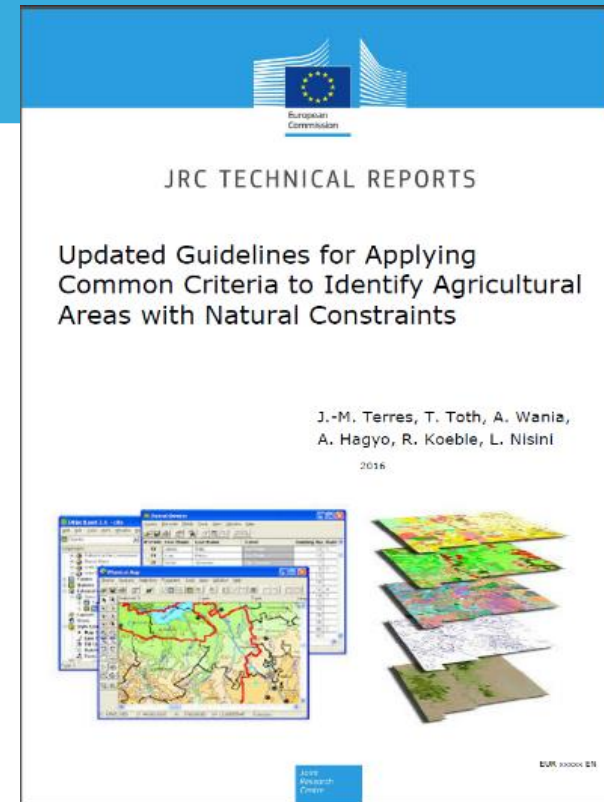 European
Commission
JRC TECHNICAL REPORTS
Updated Guidelines for Applying
Common Criteria to Identify Agricultural
Areas with Natural Constraints
J.-M. Terres, T. Toth, A. Wania,
A. Hagyo, R. Koeble, L. Nisini
2016
Joint
Research
Centre
EUR xxxxx EN